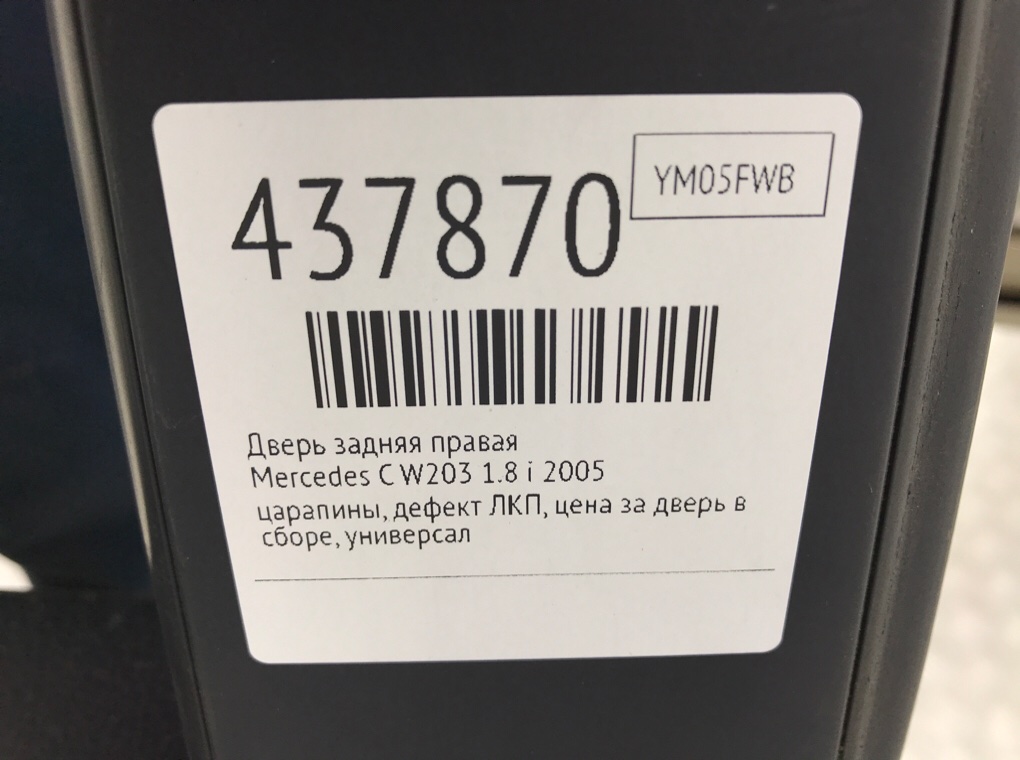 YM05FWB
437870
Дверь задняя правая
Mercedes C W203 1.8 i 2005
царапины, дефект ЛКП, цена за дверь в
сборе, универсал